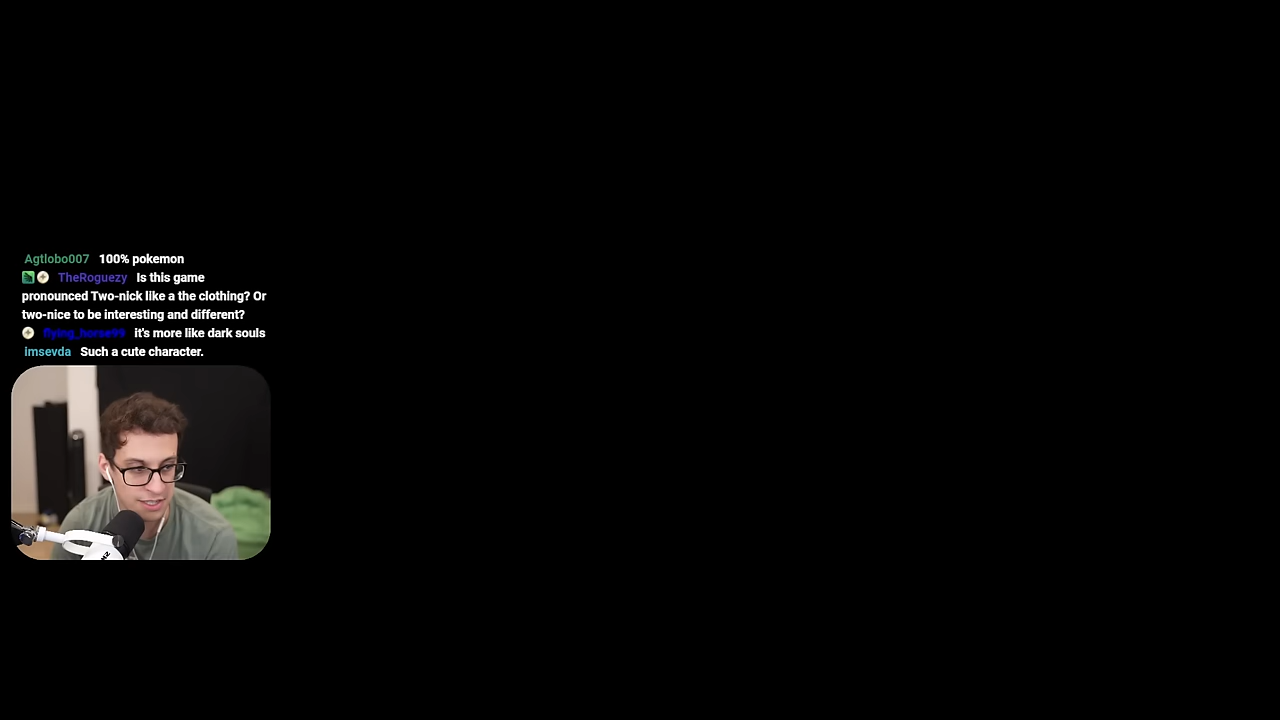 Agtlobo007 100% pokemon
TheRoguezy Is this game
pronounced Two-nick like a the clothing? Or
two-nice to be interesting and different?
flying_horse99 it's more like dark souls
imsevda Such a cute character.